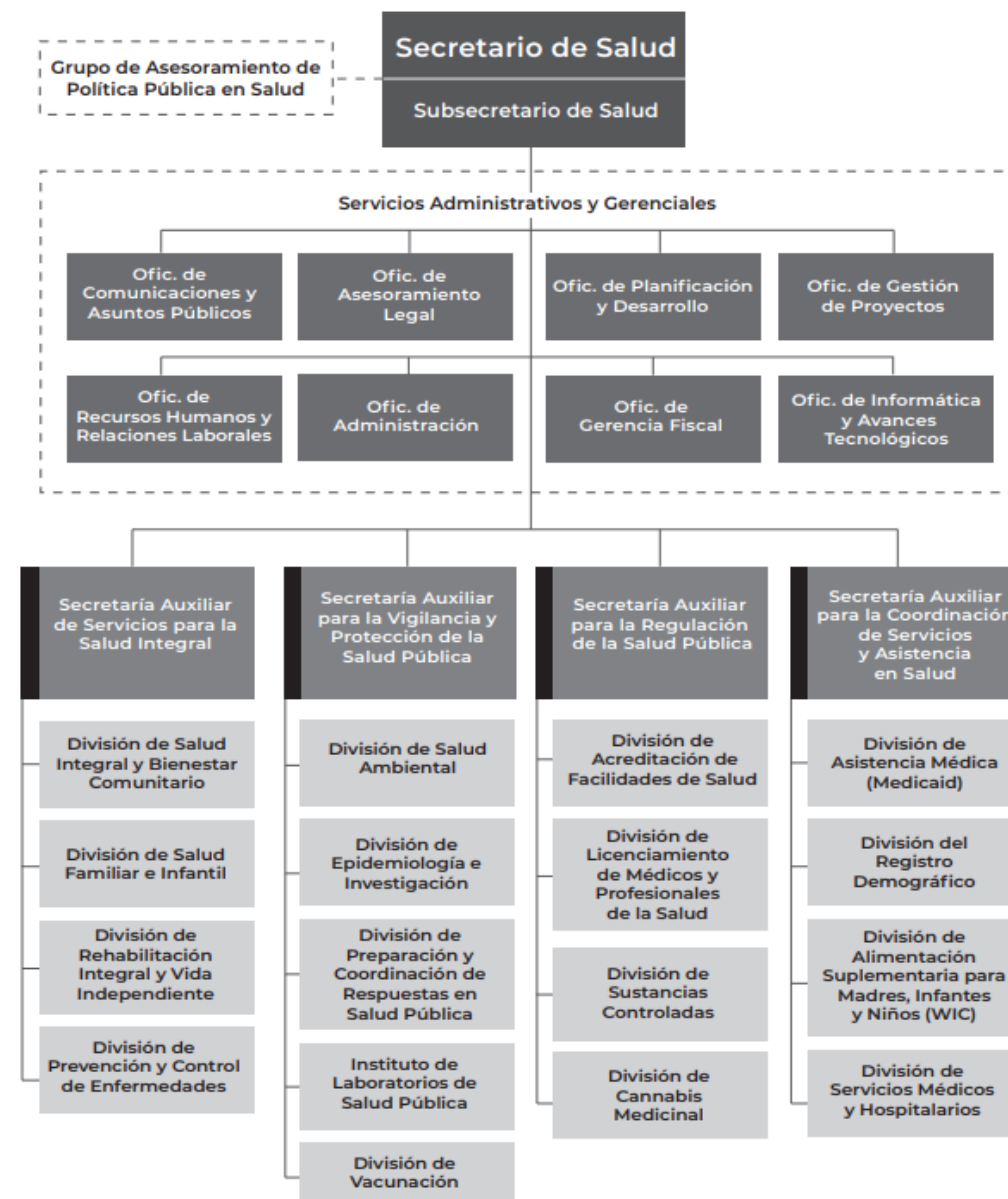 Secretario de Salud
Subsecretario de Salud
Grupo de Asesoramiento de
Política Pública en Salud
Servicios Administrativos y Gerenciales
Ofic. de
Comunicaciones y
Asuntos Públicos
Ofic. de
Asesoramiento
Legal
Ofic. de Planificación
y Desarrollo
Ofic. de Gestión
de Proyectos
Ofic. de
Recursos Humanos y
Relaciones Laborales
Ofic. de
Administración
Ofic. de
Gerencia Fiscal
Ofic. de Informática
y Avances
Tecnológicos
Secretaría Auxiliar
de Servicios para la
Salud Integral
División de Salud
Integral y Bienestar
Comunitario
División de Salud
Familiar e Infantil
División de
Rehabilitación
Integral y Vida
Independiente
División de
Prevención y Control
de Enfermedades
Secretaría Auxiliar
para la Vigilancia y
Protección de la
Salud Pública
División de Salud
Ambiental
División de
Epidemiología e
Investigación
División de
Preparación y
Coordinación de
Respuestas en
Salud Pública
Instituto de
Laboratorios de
Salud Pública
División de
Vacunación
Secretaría Auxiliar
para la Regulación
de la Salud Pública
División de
Acreditación de
Facilidades de Salud
División de
Licenciamiento
de Médicos y
Profesionales
de la Salud
División de
Sustancias
Controladas
División de
Cannabis
Medicinal
Secretaría Auxiliar
para la Coordinación
de Servicios
y Asistencia
en Salud
División de
Asistencia Médica
(Medicaid)
División del
Registro
Demográfico
División de
Alimentación
Suplementaria para
Madres, Infantes
y Niños (WIC)
División de
Servicios Médicos
y Hospitalarios